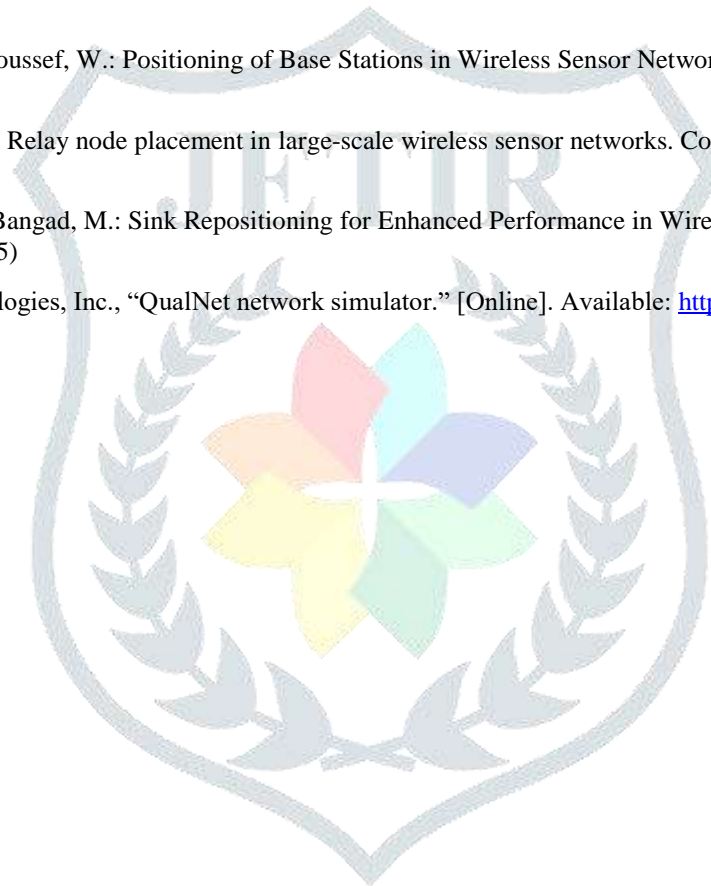 oussef, W.: Positioning of Base Stations in Wireless Sensor Networ
Relay node placement in large-scale wireless sensor networks. Co
Bangad, M.: Sink Repositioning for Enhanced Performance in Wire
5)
logies, Inc., “QualNet network simulator.” [Online]. Available: http
JETIR